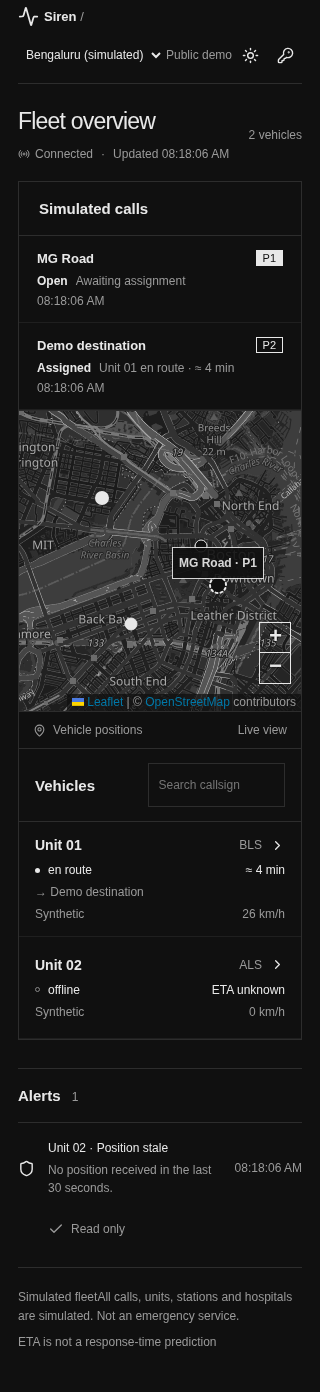 Siren /
Bengaluru (simulated) Public demo
Fleet overview
2 vehicles
Connected · Updated 08:18:06 AM
Simulated calls
MG Road P1
Open Awaiting assignment
08:18:06 AM
Demo destination P2
Assigned Unit 01 en route · ≈ 4 min
08:18:06 AM
Breeds
Hill
22 m
19
North End
MIT
Charles
River Basin
MG Road · P1
Back Bay
Leather District
133
134A
135
South End
+
−
Leaflet | © OpenStreetMap contributors
Vehicle positions Live view
Vehicles Search callsign
Unit 01 BLS
en route ≈ 4 min
→ Demo destination
Synthetic 26 km/h
Unit 02 ALS
offline ETA unknown
Synthetic 0 km/h
Alerts 1
Unit 02 · Position stale
No position received in the last
30 seconds.
08:18:06 AM
Read only
Simulated fleetAll calls, units, stations and hospitals
are simulated. Not an emergency service.
ETA is not a response-time prediction